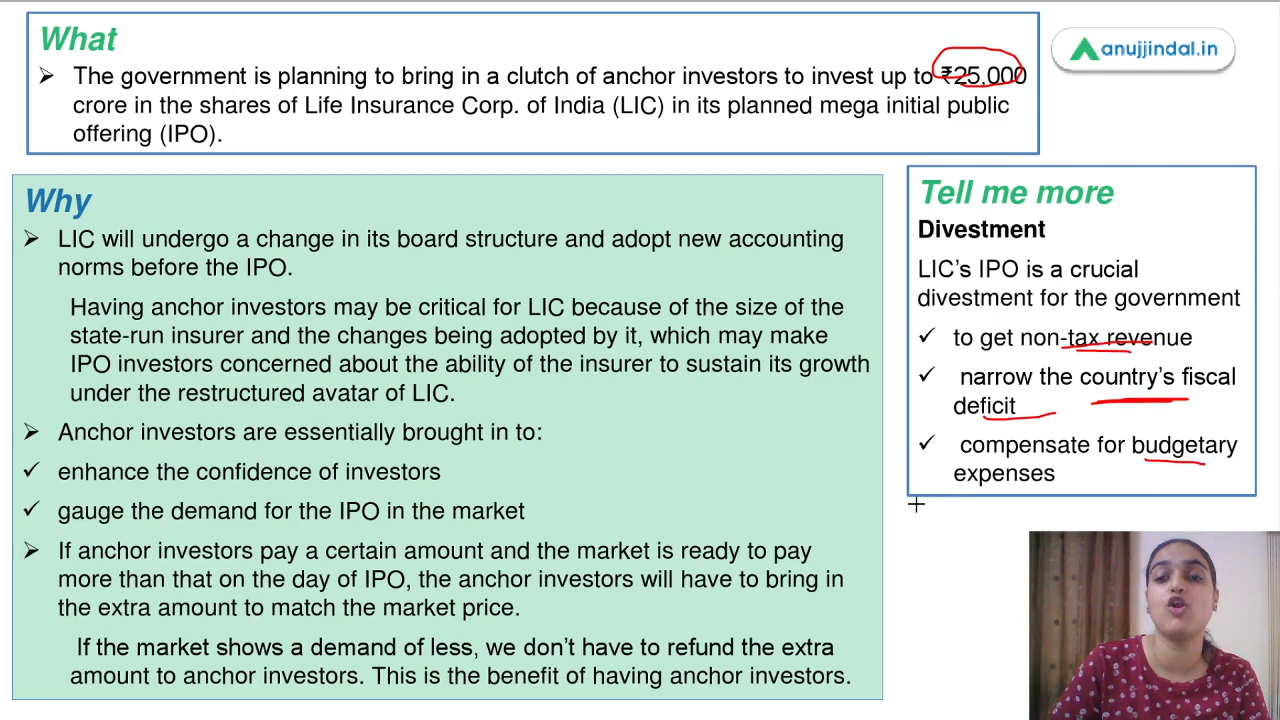 What
➢ The government is planning to bring in a clutch of anchor investors to invest up to ₹25,000
crore in the shares of Life Insurance Corp. of India (LIC) in its planned mega initial public
offering (IPO).
anujjindal.in
Why
➢ LIC will undergo a change in its board structure and adopt new accounting
norms before the IPO.
Having anchor investors may be critical for LIC because of the size of the
state-run insurer and the changes being adopted by it, which may make
IPO investors concerned about the ability of the insurer to sustain its growth
under the restructured avatar of LIC.
➢ Anchor investors are essentially brought in to:
✓ enhance the confidence of investors
✓ gauge the demand for the IPO in the market
➢ If anchor investors pay a certain amount and the market is ready to pay
more than that on the day of IPO, the anchor investors will have to bring in
the extra amount to match the market price.
If the market shows a demand of less, we don’t have to refund the extra
amount to anchor investors. This is the benefit of having anchor investors.
Tell me more
Divestment
LIC’s IPO is a crucial
divestment for the government
✓ to get non-tax revenue
✓ narrow the country’s fiscal
deficit
✓ compensate for budgetary
expenses